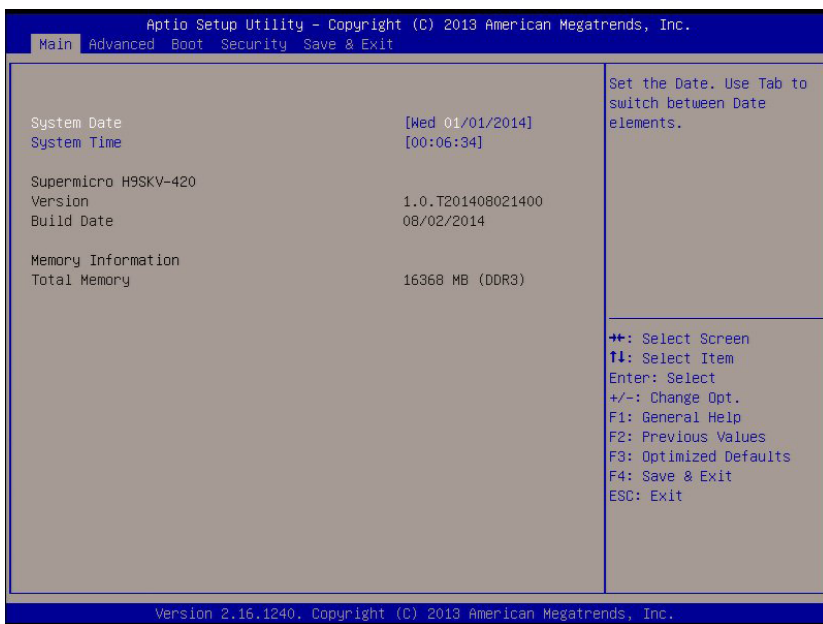 Aptio Setup Utility – Copyright (C) 2013 American Megatrends, Inc.
Main Advanced Boot Security Save & Exit
System Date [Wed 01/01/2014]
System Time [00:06:34]
Supermicro H9SKV-420
Version 1.0.T201408021400
Build Date 08/02/2014
Memory Information
Total Memory 16368 MB (DDR3)
Set the Date. Use Tab to
switch between Date
elements.
→←: Select Screen
↑↓: Select Item
Enter: Select
+/-: Change Opt.
F1: General Help
F2: Previous Values
F3: Optimized Defaults
F4: Save & Exit
ESC: Exit
Version 2.16.1240. Copyright (C) 2013 American Megatrends, Inc.